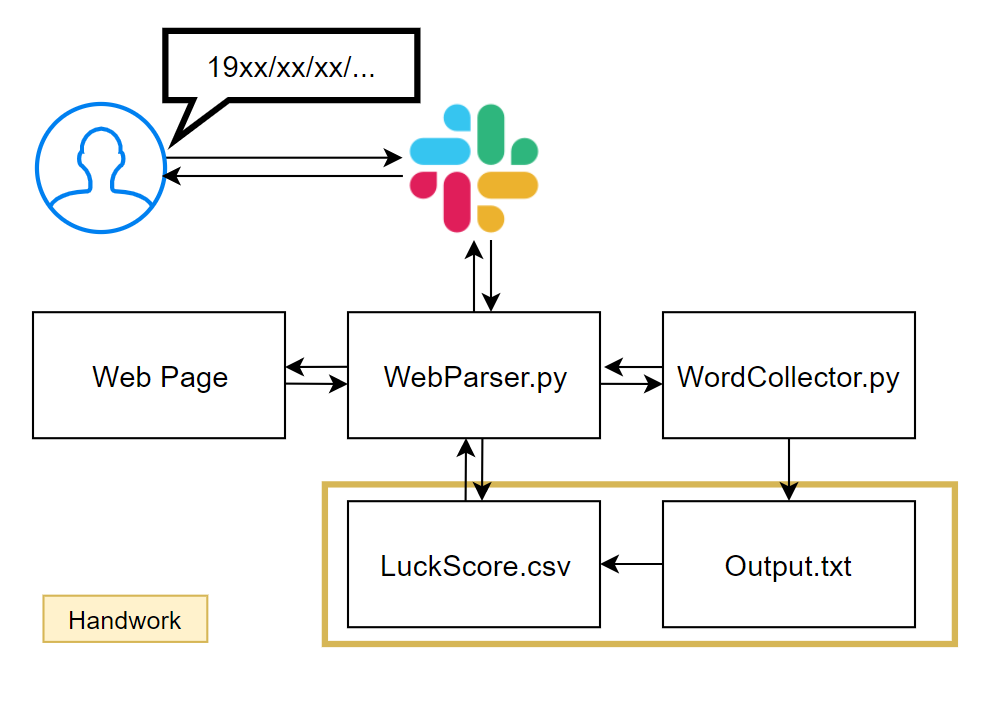 19xx/xx/xx/...
Web Page
WebParser.py
WordCollector.py
LuckScore.csv
Output.txt
Handwork